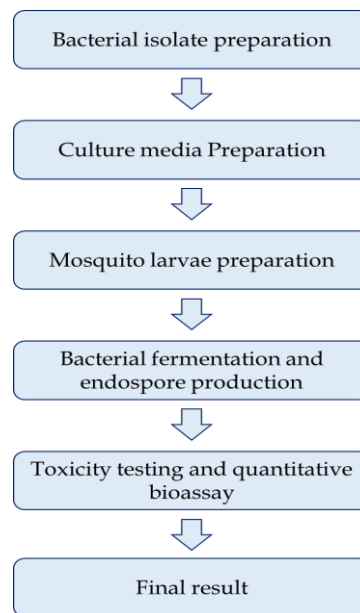 Bacterial isolate preparation
Culture media Preparation
Mosquito larvae preparation
Bacterial fermentation and
endospore production
Toxicity testing and quantitative
bioassay
Final result